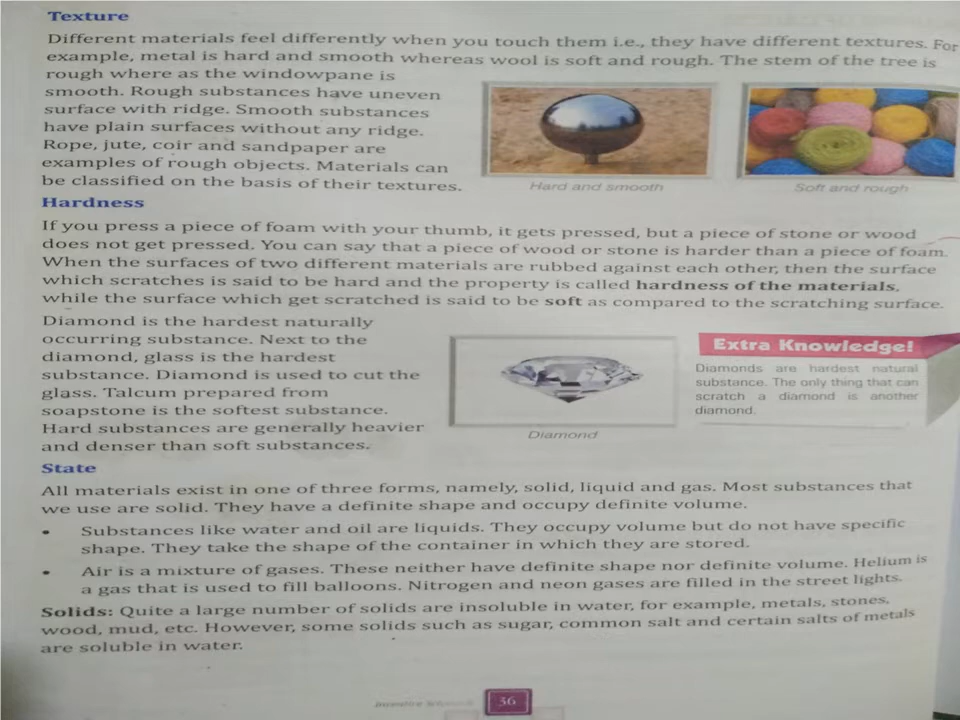 Texture
Different materials feel differently when you touch them i.e., they have different textures. For
example, metal is hard and smooth whereas wool is soft and rough. The stem of the tree is
rough where as the windowpane is
smooth. Rough substances have uneven
surface with ridge. Smooth substances
have plain surfaces without any ridge.
Rope, jute, coir and sandpaper are
examples of rough objects. Materials can
be classified on the basis of their textures.
Hard and smooth
Soft and rough
Hardness
If you press a piece of foam with your thumb, it gets pressed, but a piece of stone or wood
does not get pressed. You can say that a piece of wood or stone is harder than a piece of foam.
When the surfaces of two different materials are rubbed against each other, then the surface
which scratches is said to be hard and the property is called hardness of the materials,
while the surface which get scratched is said to be soft as compared to the scratching surface.
Diamond is the hardest naturally
occurring substance. Next to the
diamond, glass is the hardest
substance. Diamond is used to cut the
glass. Talcum prepared from
soapstone is the softest substance.
Hard substances are generally heavier
and denser than soft substances.
Diamond
Extra Knowledge!
Diamonds are hardest natural
substance. The only thing that can
scratch a diamond is another
diamond.
State
All materials exist in one of three forms, namely, solid, liquid and gas. Most substances that
we use are solid. They have a definite shape and occupy definite volume.
• Substances like water and oil are liquids. They occupy volume but do not have specific
shape. They take the shape of the container in which they are stored.
• Air is a mixture of gases. These neither have definite shape nor definite volume. Helium is
a gas that is used to fill balloons. Nitrogen and neon gases are filled in the street lights.
Solids: Quite a large number of solids are insoluble in water, for example, metals, stones,
wood, mud, etc. However, some solids such as sugar, common salt and certain salts of metals
are soluble in water.
36